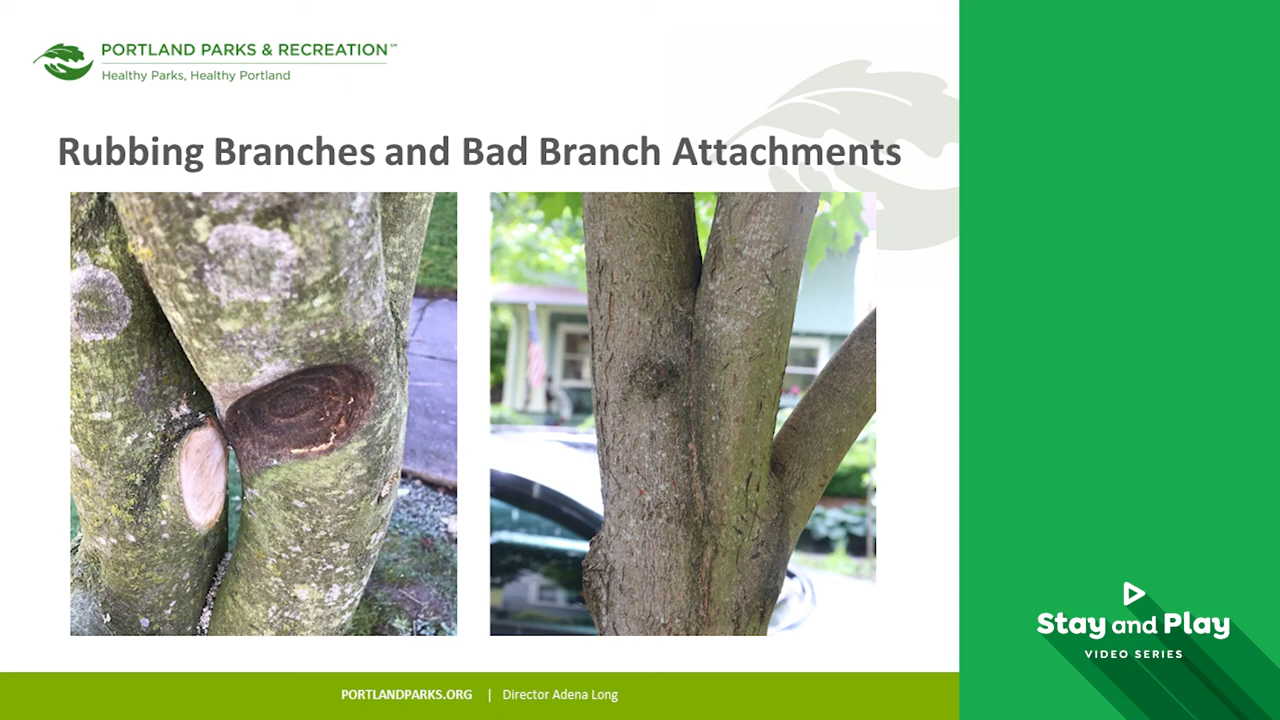 PORTLAND PARKS & RECREATION℠
Healthy Parks, Healthy Portland
Rubbing Branches and Bad Branch Attachments
Stay and Play
VIDEO SERIES
PORTLANDPARKS.ORG | Director Adena Long